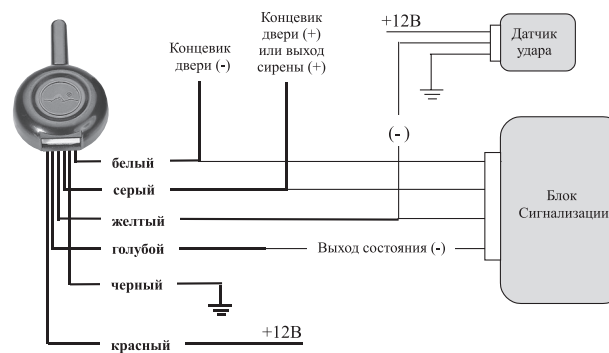 +12В
Датчик
удара
Концевик
двери (+)
или выход
сирены (+)
Концевик
двери (-)
(-)
белый
серый
желтый
голубой
Выход состояния (-)
Блок
Сигнализации
черный
красный
+12В